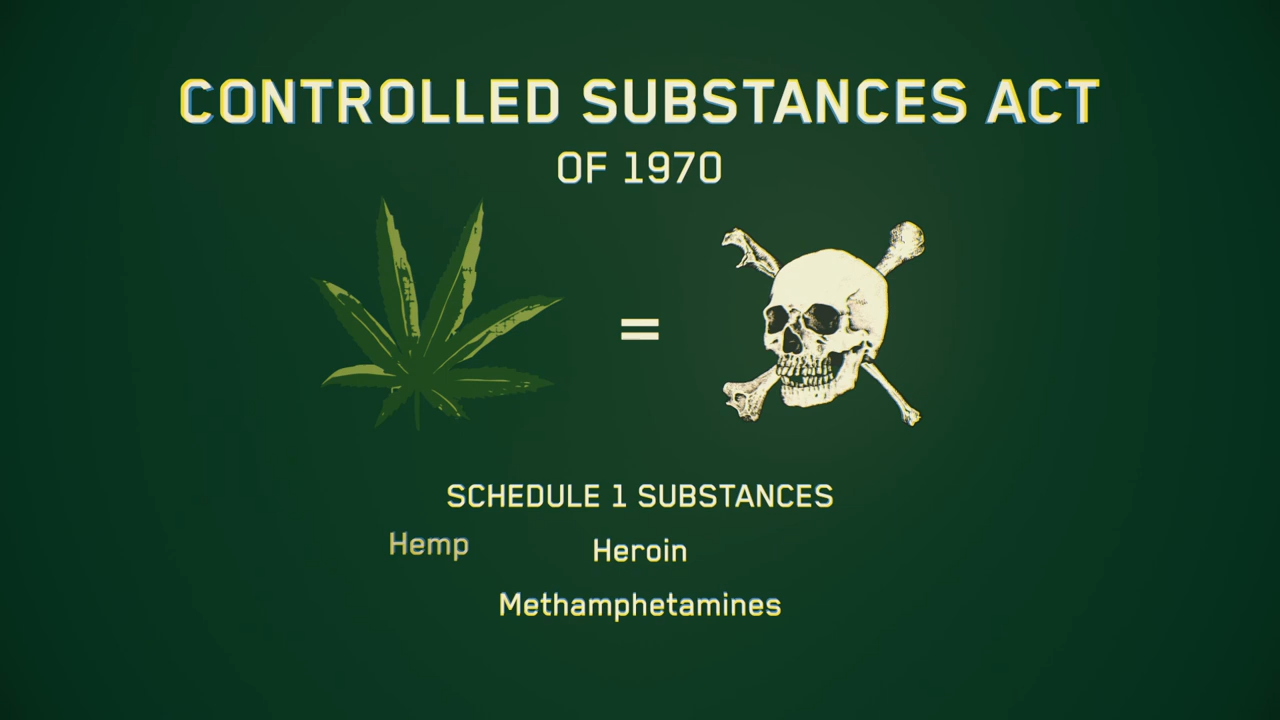 CONTROLLED SUBSTANCES ACT
OF 1970
=
SCHEDULE 1 SUBSTANCES
Hemp Heroin
Methamphetamines